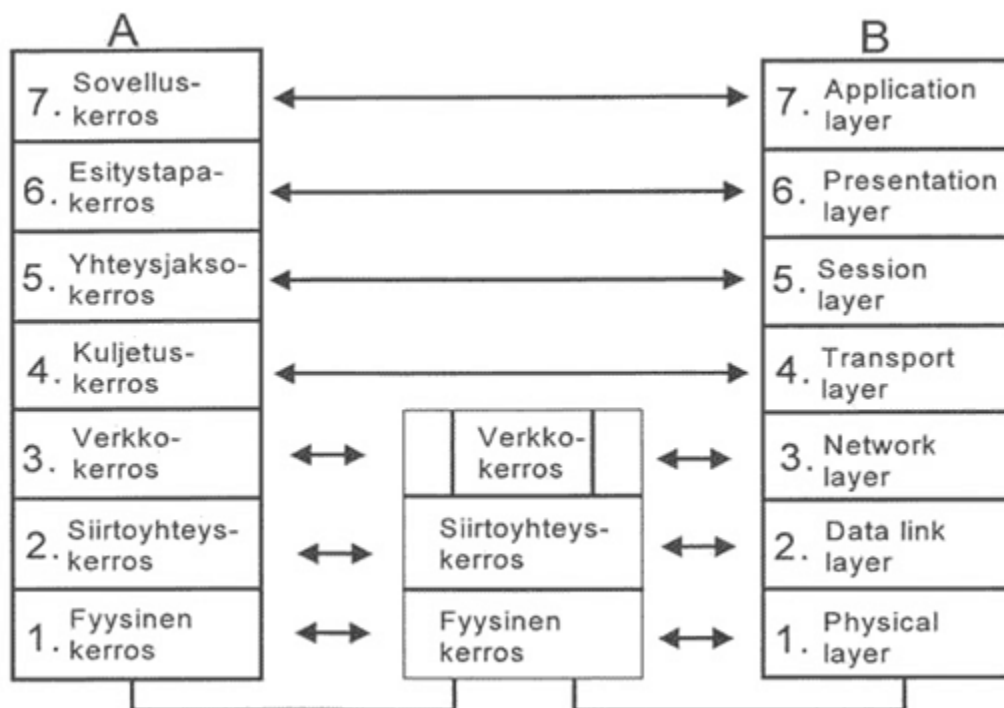 A
7. Sovellus-
kerros
6. Esitystapa-
kerros
5. Yhteysjakso-
kerros
4. Kuljetus-
kerros
3. Verkko-
kerros
2. Siirtoyhteys-
kerros
1. Fyysinen
kerros
Verkko-
kerros
Siirtoyhteys-
kerros
Fyysinen
kerros
B
7. Application
layer
6. Presentation
layer
5. Session
layer
4. Transport
layer
3. Network
layer
2. Data link
layer
1. Physical
layer